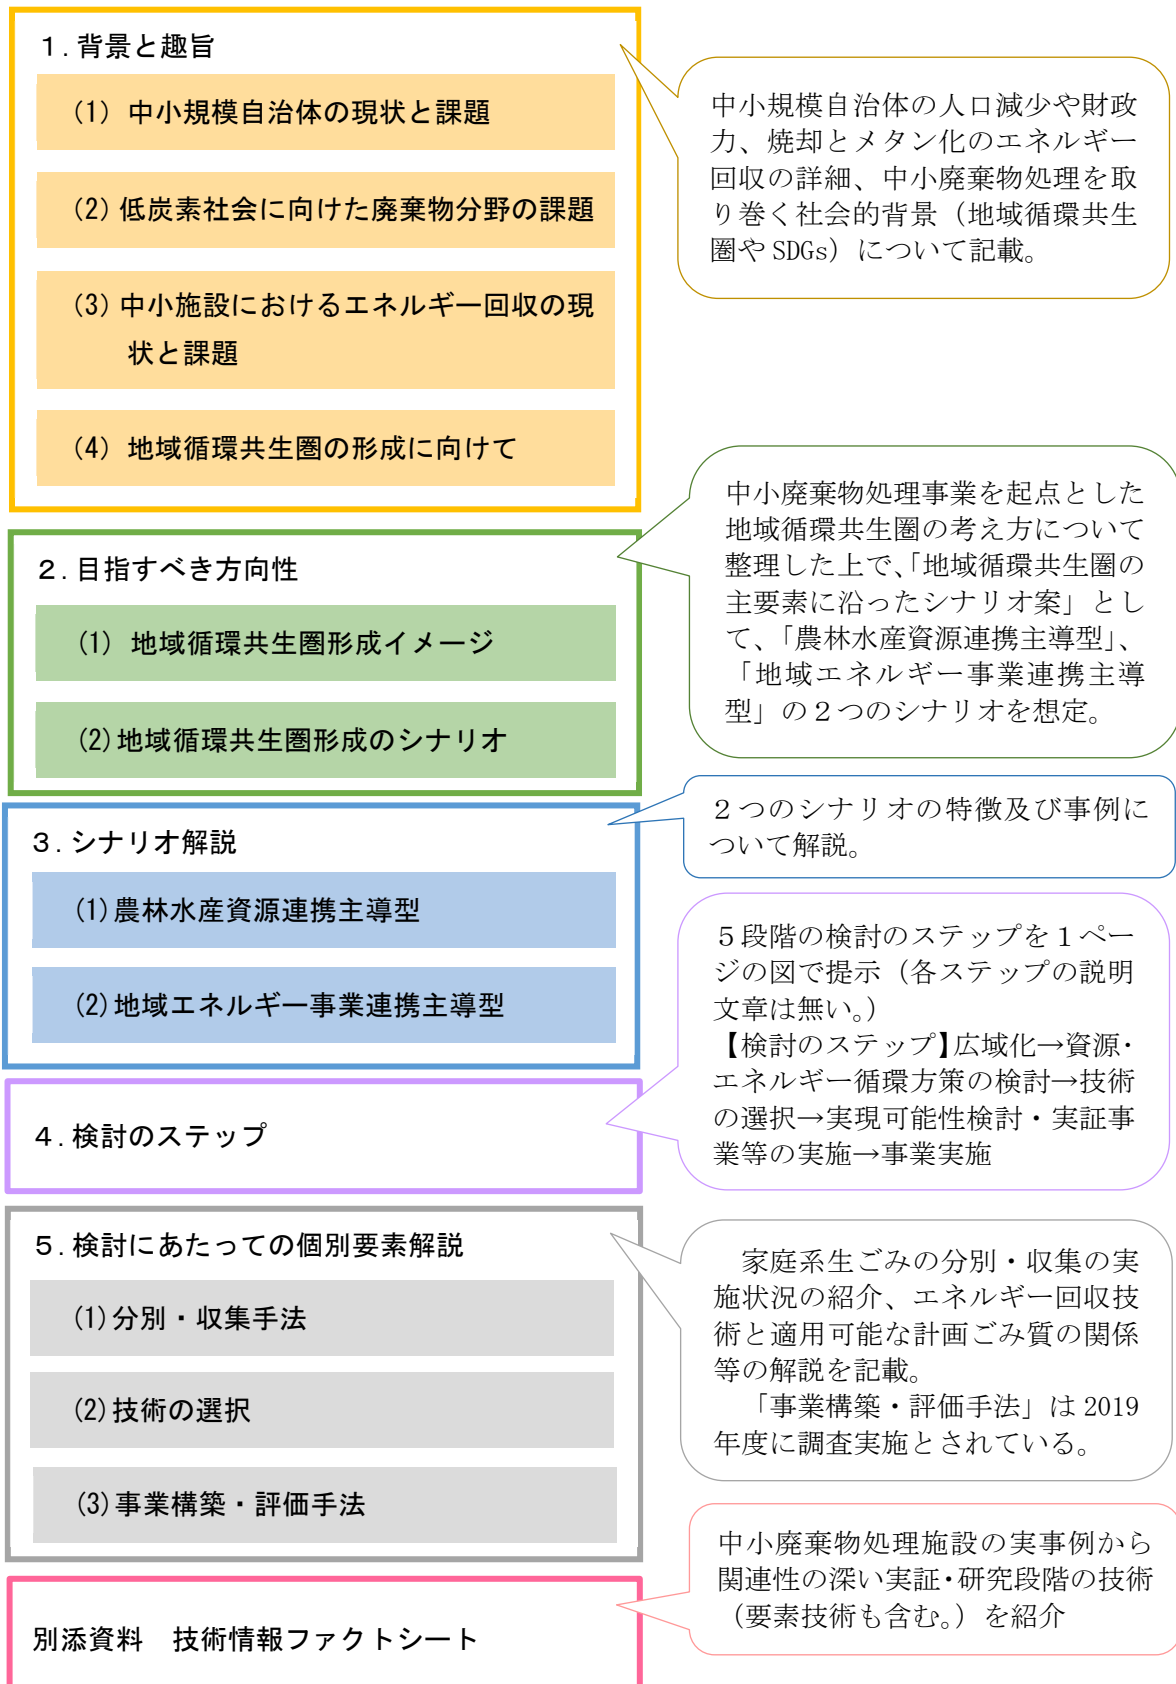 １.背景と趣旨
(1) 中小規模自治体の現状と課題
(2)低炭素社会に向けた廃棄物分野の課題
(3)中小施設におけるエネルギー回収の現
状と課題
(4) 地域循環共生圏の形成に向けて
中小規模自治体の人口減少や財政
力、焼却とメタン化のエネルギー
回収の詳細、中小廃棄物処理を取
り巻く社会的背景（地域循環共生
圏や SDGs）について記載。
２.目指すべき方向性
(1) 地域循環共生圏形成イメージ
(2)地域循環共生圏形成のシナリオ
中小廃棄物処理事業を起点とした
地域循環共生圏の考え方について
整理した上で、「地域循環共生圏の
主要素に沿ったシナリオ案」とし
て、「農林水産資源連携主導型」、
「地域エネルギー事業連携主導
型」の２つのシナリオを想定。
３.シナリオ解説
(1)農林水産資源連携主導型
(2)地域エネルギー事業連携主導型
２つのシナリオの特徴及び事例に
ついて解説。
４.検討のステップ
５段階の検討のステップを１ペー
ジの図で提示（各ステップの説明
文章は無い。）
【検討のステップ】広域化→資源・
エネルギー循環方策の検討→技術
の選択→実現可能性検討・実証事
業等の実施→事業実施
５.検討にあたっての個別要素解説
(1)分別・収集手法
(2)技術の選択
(3)事業構築・評価手法
家庭系生ごみの分別・収集の実
施状況の紹介、エネルギー回収技
術と適用可能な計画ごみ質の関係
等の解説を記載。
「事業構築・評価手法」は 2019
年度に調査実施とされている。
別添資料　技術情報ファクトシート
中小廃棄物処理施設の実事例から
関連性の深い実証・研究段階の技術
（要素技術も含む。）を紹介